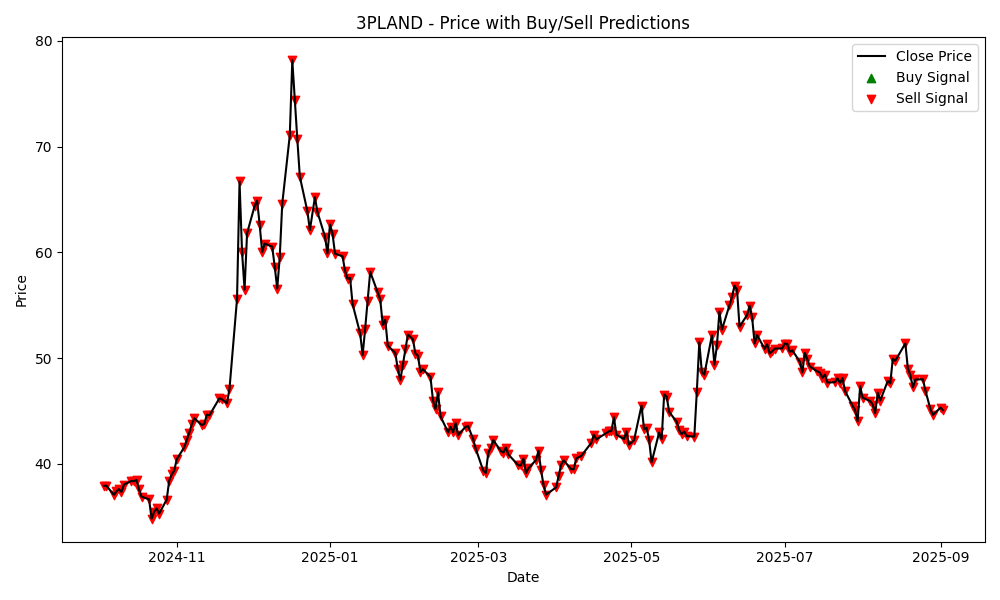 3PLAND - Price with Buy/Sell Predictions
Close Price
Buy Signal
Sell Signal
Price
80
70
60
50
40
2024-11
2025-01
2025-03
2025-05
2025-07
2025-09
Date